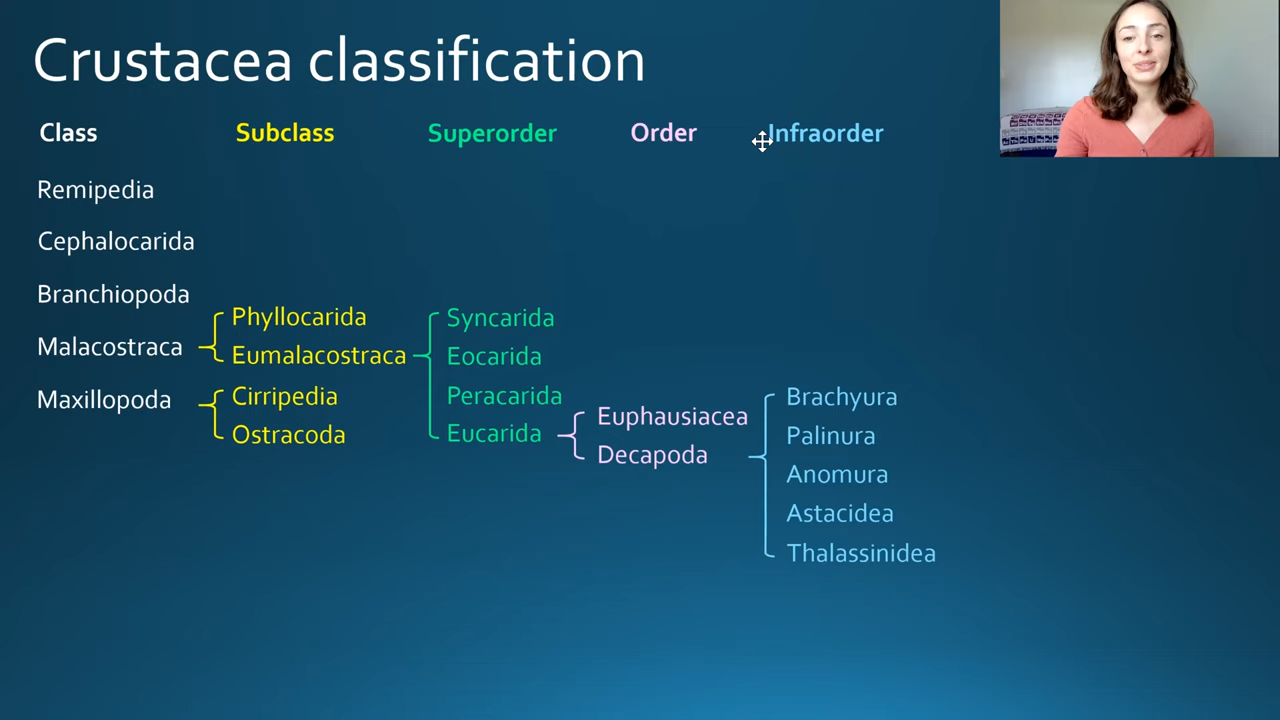 Crustacea classification
Class Subclass Superorder Order Infraorder
Remipedia
Cephalocarida
Branchiopoda
Malacostraca
Maxillopoda
Phyllocarida
Eumalacostraca
Cirripedia
Ostracoda
Syncarida
Eocarida
Peracarida
Eucarida
Euphausiacea
Decapoda
Brachyura
Palinura
Anomura
Astacidea
Thalassinidea